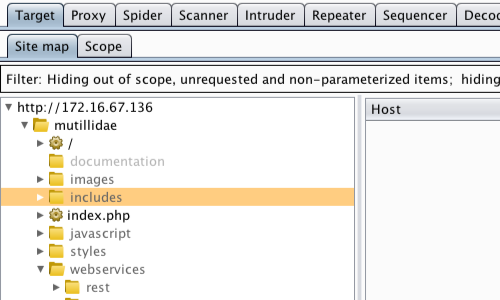 Target Proxy Spider Scanner Intruder Repeater Sequencer
Site map Scope
Filter: Hiding out of scope, unrequested and non-parameterized items; hiding
http://172.16.67.136
Host
mutillidae
/
documentation
images
includes
index.php
javascript
styles
webservices
rest